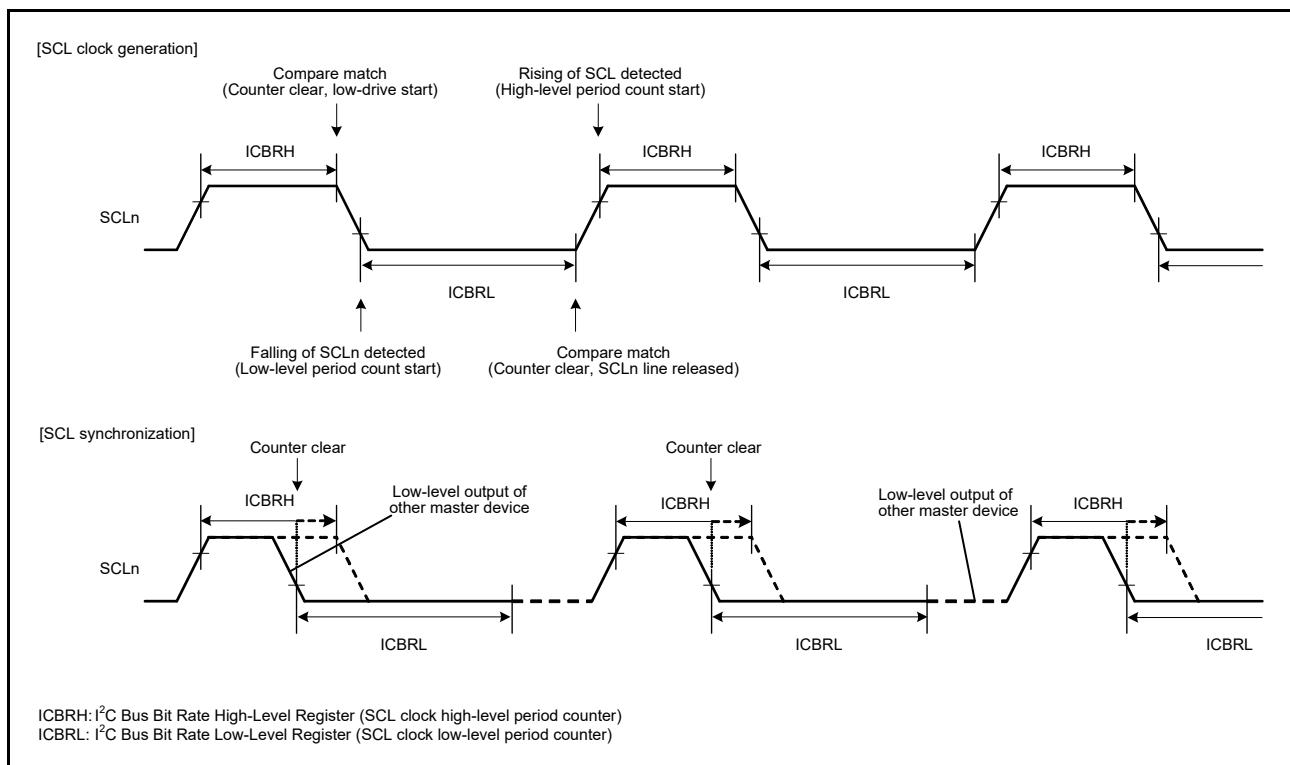 [SCL clock generation]
Compare match
(Counter clear, low-drive start)
Rising of SCL detected
(High-level period count start)
ICBRH
ICBRH
ICBRH
SCLn
ICBRL
ICBRL
Falling of SCLn detected
(Low-level period count start)
Compare match
(Counter clear, SCLn line released)
[SCL synchronization]
Counter clear
Counter clear
ICBRH
Low-level output of
other master device
ICBRH
Low-level output of
other master device
ICBRH
SCLn
ICBRL
ICBRL
ICBRL
ICBRH: I²C Bus Bit Rate High-Level Register (SCL clock high-level period counter)
ICBRL: I²C Bus Bit Rate Low-Level Register (SCL clock low-level period counter)